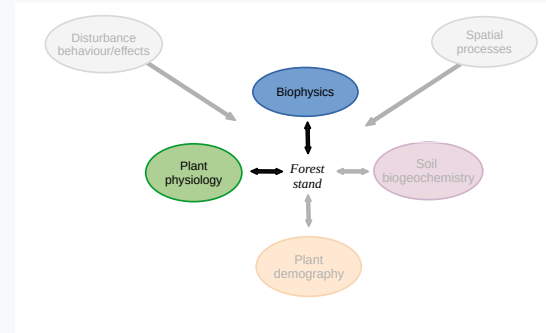 Disturbance
behaviour/effects
Spatial
processes
Biophysics
Plant
physiology
Forest
stand
Soil
biogeochemistry
Plant
demography